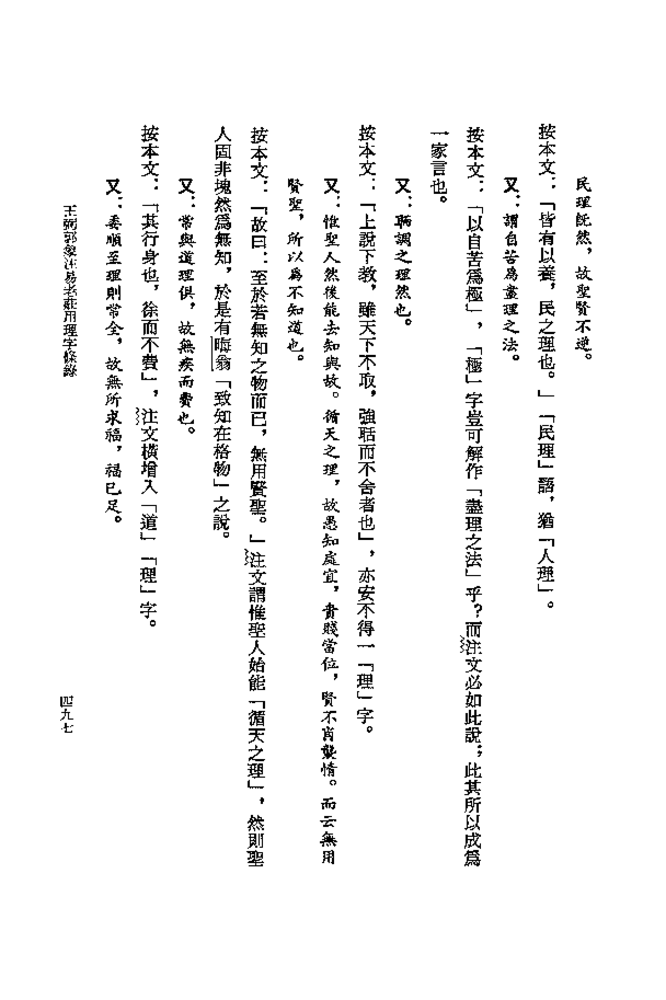 民理既然，故聖賢不逆。
按本文：「皆有以養，民之理也。」「民理」語，猶「人理」。
又：謂自苦爲盡理之法。
按本文：「以自苦爲極」，「極」字豈可解作「盡理之法」乎？而注文必如此說；此其所以成爲
一家言也。
又：聏調之理然也。
按本文：「上說下教，雖天下不取，強聒而不舍者也」，亦安不得一「理」字。
又：惟聖人然後能去知與故。循天之理，故愚知處宜，貴賤當位，賢不肖襲情。而云無用
賢聖，所以爲不知道也。
按本文：「故曰：至於若無知之物而已，無用賢聖。」注文謂惟聖人始能「循天之理」，然則聖
人固非塊然爲無知，於是有晦翁「致知在格物」之說。
又：常與道理俱，故無疾而費也。
按本文：「其行身也，徐而不費」，注文橫增入「道」「理」字。
又：委順至理則常全，故無所求福，福已足。
王弼郭象注易老莊用理字條錄
四九七